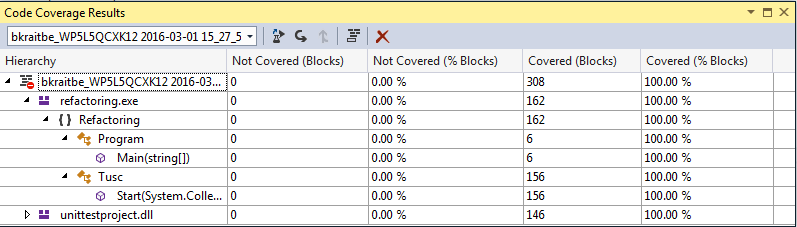 Code Coverage Results
bkraitbe_WP5L5QCXK12 2016-03-01 15_27_5
Hierarchy Not Covered (Blocks) Not Covered (% Blocks) Covered (Blocks) Covered (% Blocks)
bkraitbe_WP5L5QCXK12 2016-03... 0 0.00 % 308 100.00 %
refactoring.exe 0 0.00 % 162 100.00 %
{ } Refactoring 0 0.00 % 162 100.00 %
Program 0 0.00 % 6 100.00 %
Main(string[]) 0 0.00 % 6 100.00 %
Tusc 0 0.00 % 156 100.00 %
Start(System.Colle... 0 0.00 % 156 100.00 %
unittestproject.dll 0 0.00 % 146 100.00 %